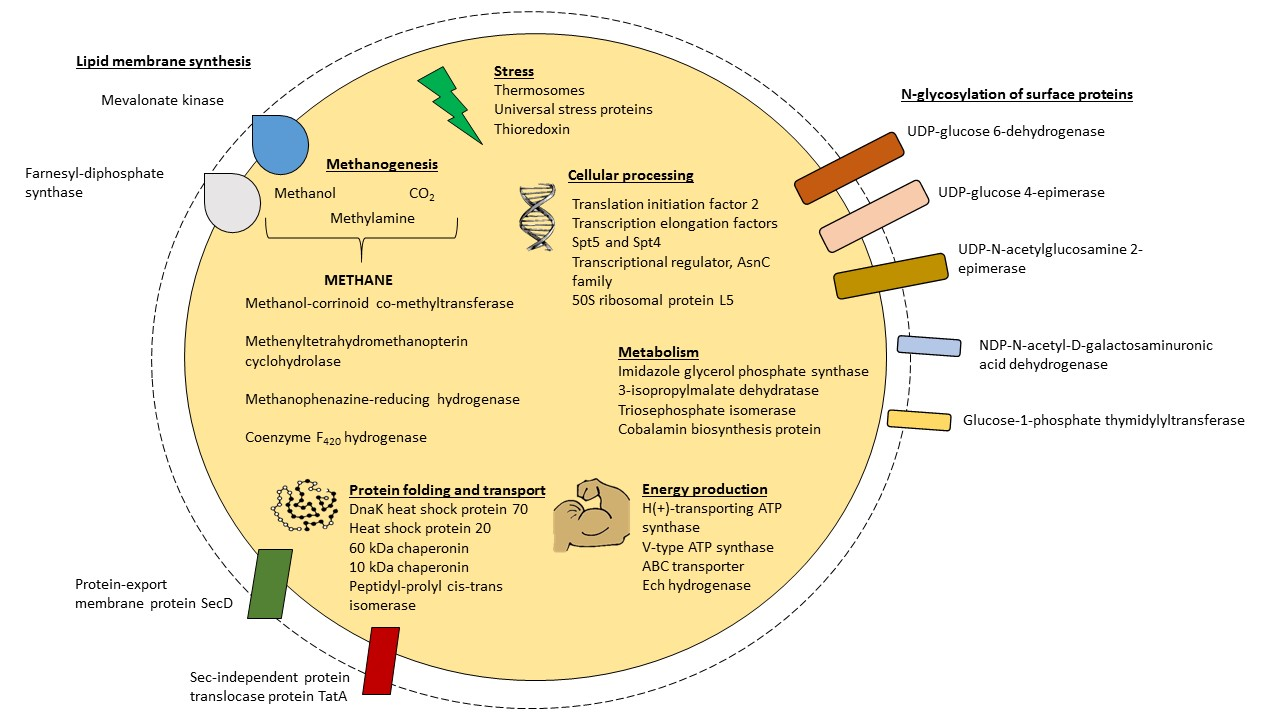 Lipid membrane synthesis
Mevalonate kinase
Farnesyl-diphosphate
synthase
Stress
Thermosomes
Universal stress proteins
Thioredoxin
Methanogenesis
Methanol
CO₂
Methylamine
METHANE
Methanol-corrinoid co-methyltransferase
Methenyltetrahydromethanopterin
cyclohydrolase
Methanophenazine-reducing hydrogenase
Coenzyme F₄₂₀ hydrogenase
Cellular processing
Translation initiation factor 2
Transcription elongation factors
Spt5 and Spt4
Transcriptional regulator, AsnC
family
50S ribosomal protein L5
N-glycosylation of surface proteins
UDP-glucose 6-dehydrogenase
UDP-glucose 4-epimerase
UDP-N-acetylglucosamine 2-
epimerase
NDP-N-acetyl-D-galactosaminuronic
acid dehydrogenase
Glucose-1-phosphate thymidylyltransferase
Metabolism
Imidazole glycerol phosphate synthase
3-isopropylmalate dehydratase
Triosephosphate isomerase
Cobalamin biosynthesis protein
Protein folding and transport
DnaK heat shock protein 70
Heat shock protein 20
60 kDa chaperonin
10 kDa chaperonin
Peptidyl-prolyl cis-trans
isomerase
Energy production
H(+)-transporting ATP
synthase
V-type ATP synthase
ABC transporter
Ech hydrogenase
Protein-export
membrane protein SecD
Sec-independent protein
translocase protein TatA